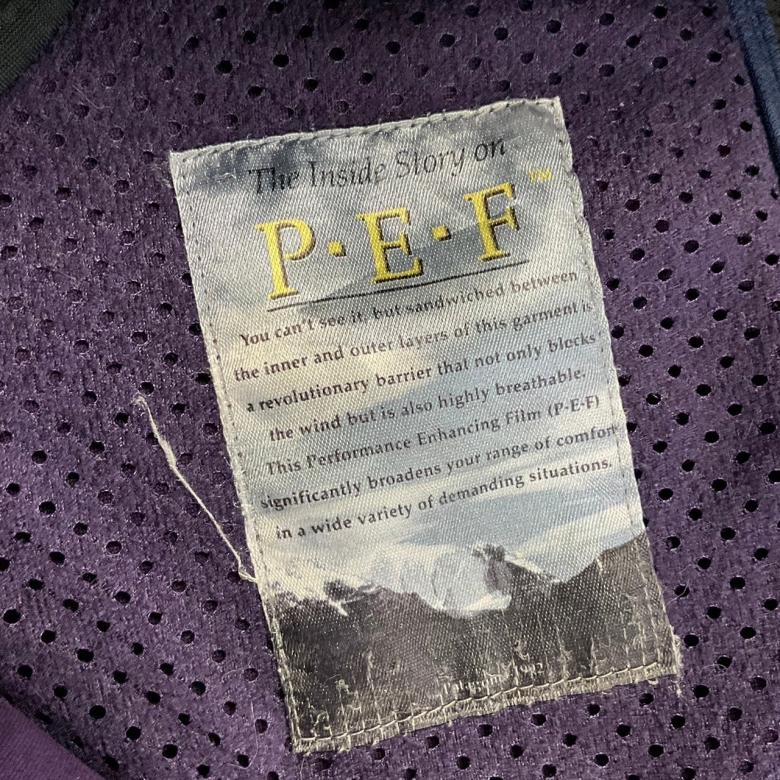 The Inside Story on
P·E·F™
You can't see it, but sandwiched between
the inner and outer layers of this garment is
a revolutionary barrier that not only blocks
the wind but is also highly breathable.
This Performance Enhancing Film (P·E·F)
significantly broadens your range of comfort
in a wide variety of demanding situations.
1992